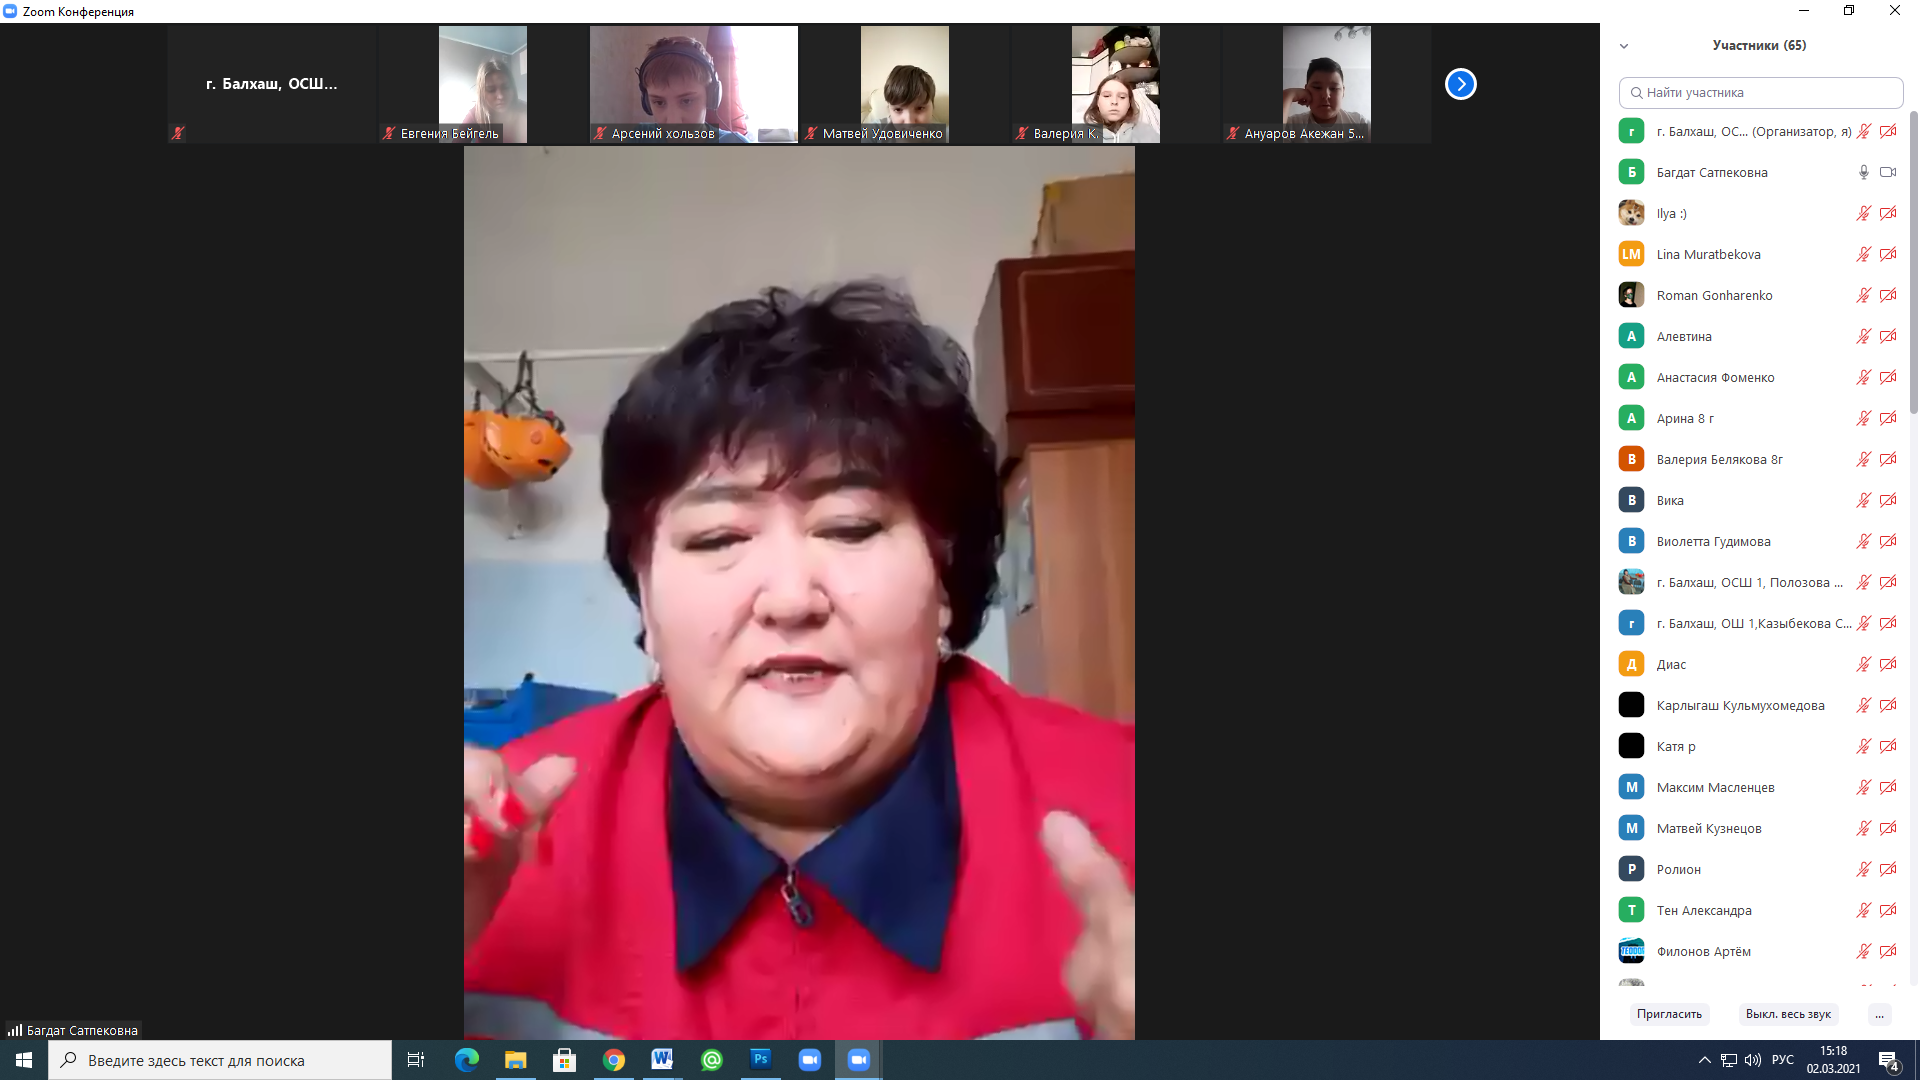 Zoom Конференция
г. Балхаш, ОСШ...
Евгения Бейгель
Арсений хользов
Матвей Удовиченко
Валерия К.
Ануаров Акежан 5...
Участники (65)
Найти участника
г г. Балхаш, ОС... (Организатор, я)
Б Багдат Сатпековна
Ilya :)
LM Lina Muratbekova
Roman Gonharenko
А Алевтина
А Анастасия Фоменко
А Арина 8 г
В Валерия Белякова 8г
В Вика
В Виолетта Гудимова
г. Балхаш, ОСШ 1, Полозова ...
г г. Балхаш, ОШ 1,Казыбекова С...
Д Диас
Карлыгаш Кульмухомедова
Катя р
М Максим Масленцев
М Матвей Кузнецов
Р Ролион
Т Тен Александра
Филонов Артём
Пригласить
Выкл. весь звук
...
Багдат Сатпековна
Введите здесь текст для поиска
W
Ps
РУС
15:18
02.03.2021
4